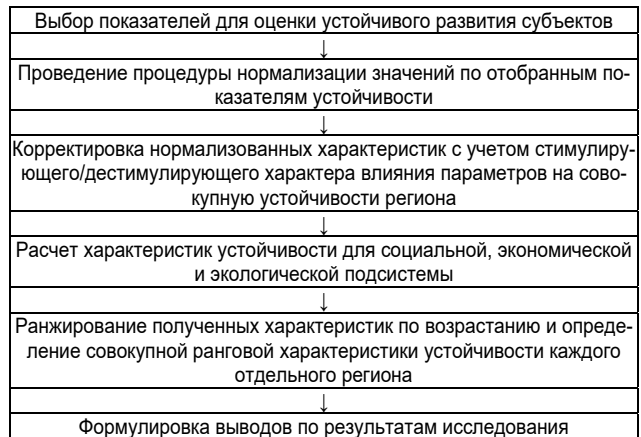 Выбор показателей для оценки устойчивого развития субъектов
↓
Проведение процедуры нормализации значений по отобранным по-
казателям устойчивости
↓
Корректировка нормализованных характеристик с учетом стимулиру-
ющего/дестимулирующего характера влияния параметров на сово-
купную устойчивости региона
↓
Расчет характеристик устойчивости для социальной, экономической
и экологической подсистемы
↓
Ранжирование полученных характеристик по возрастанию и опреде-
ление совокупной ранговой характеристики устойчивости каждого
отдельного региона
↓
Формулировка выводов по результатам исследования